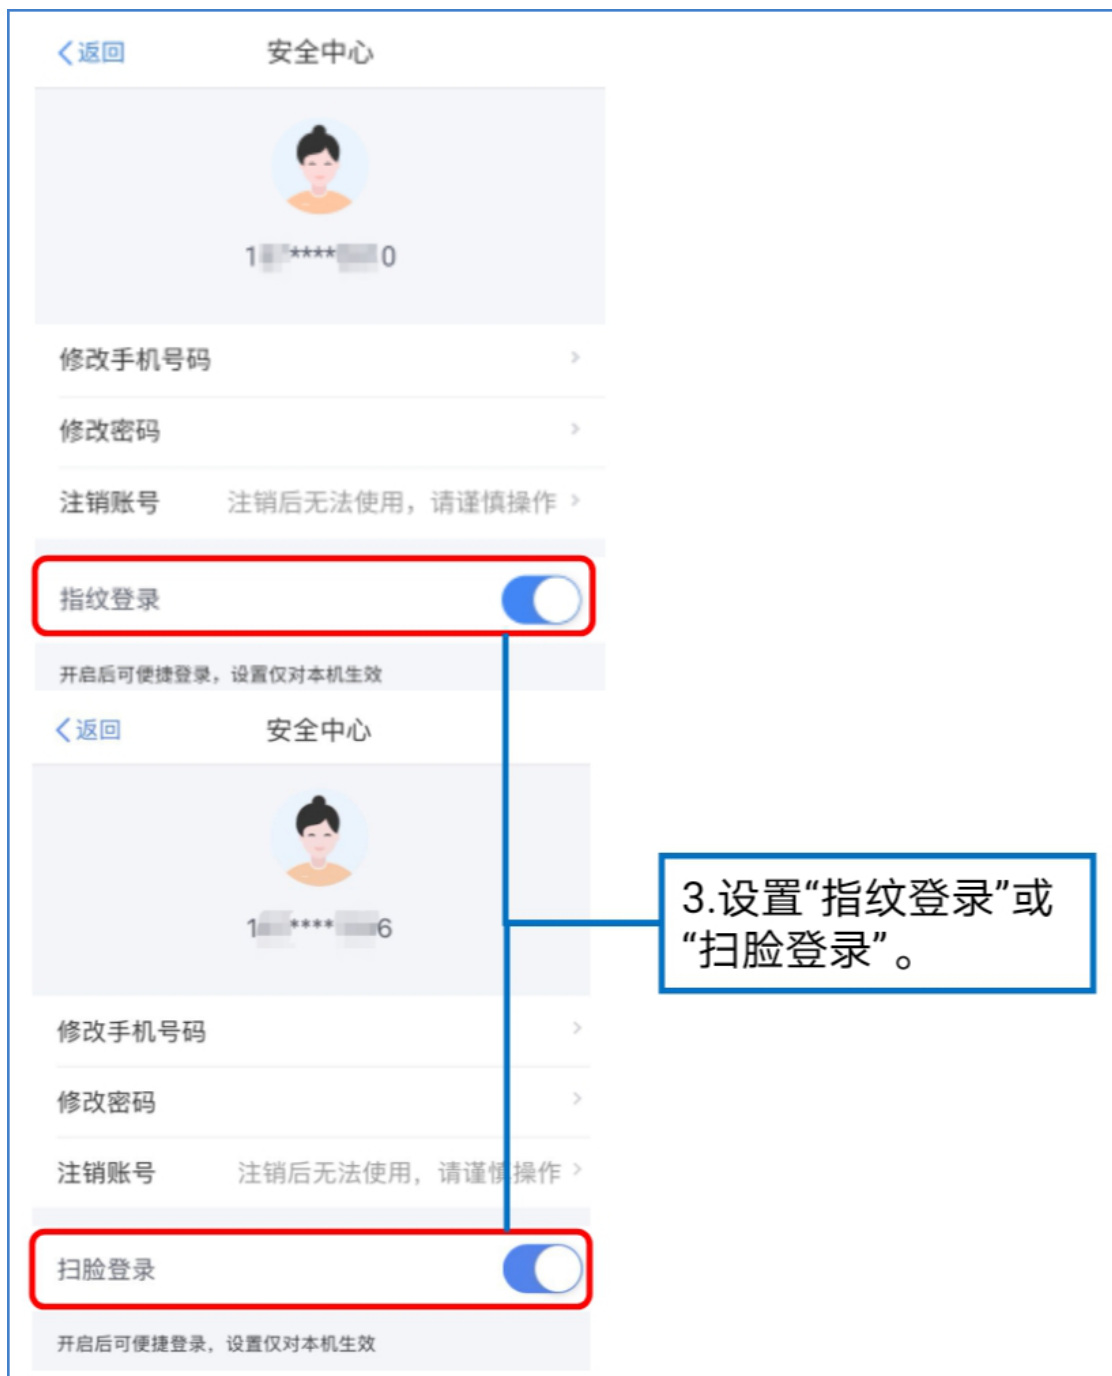 返回 安全中心
1 **** 0
修改手机号码
修改密码
注销账号 注销后无法使用，请谨慎操作
指纹登录
开启后可便捷登录，设置仅对本机生效
返回 安全中心
1 **** 6
3.设置“指纹登录”或
“扫脸登录”。
修改手机号码
修改密码
注销账号 注销后无法使用，请谨慎操作
扫脸登录
开启后可便捷登录，设置仅对本机生效